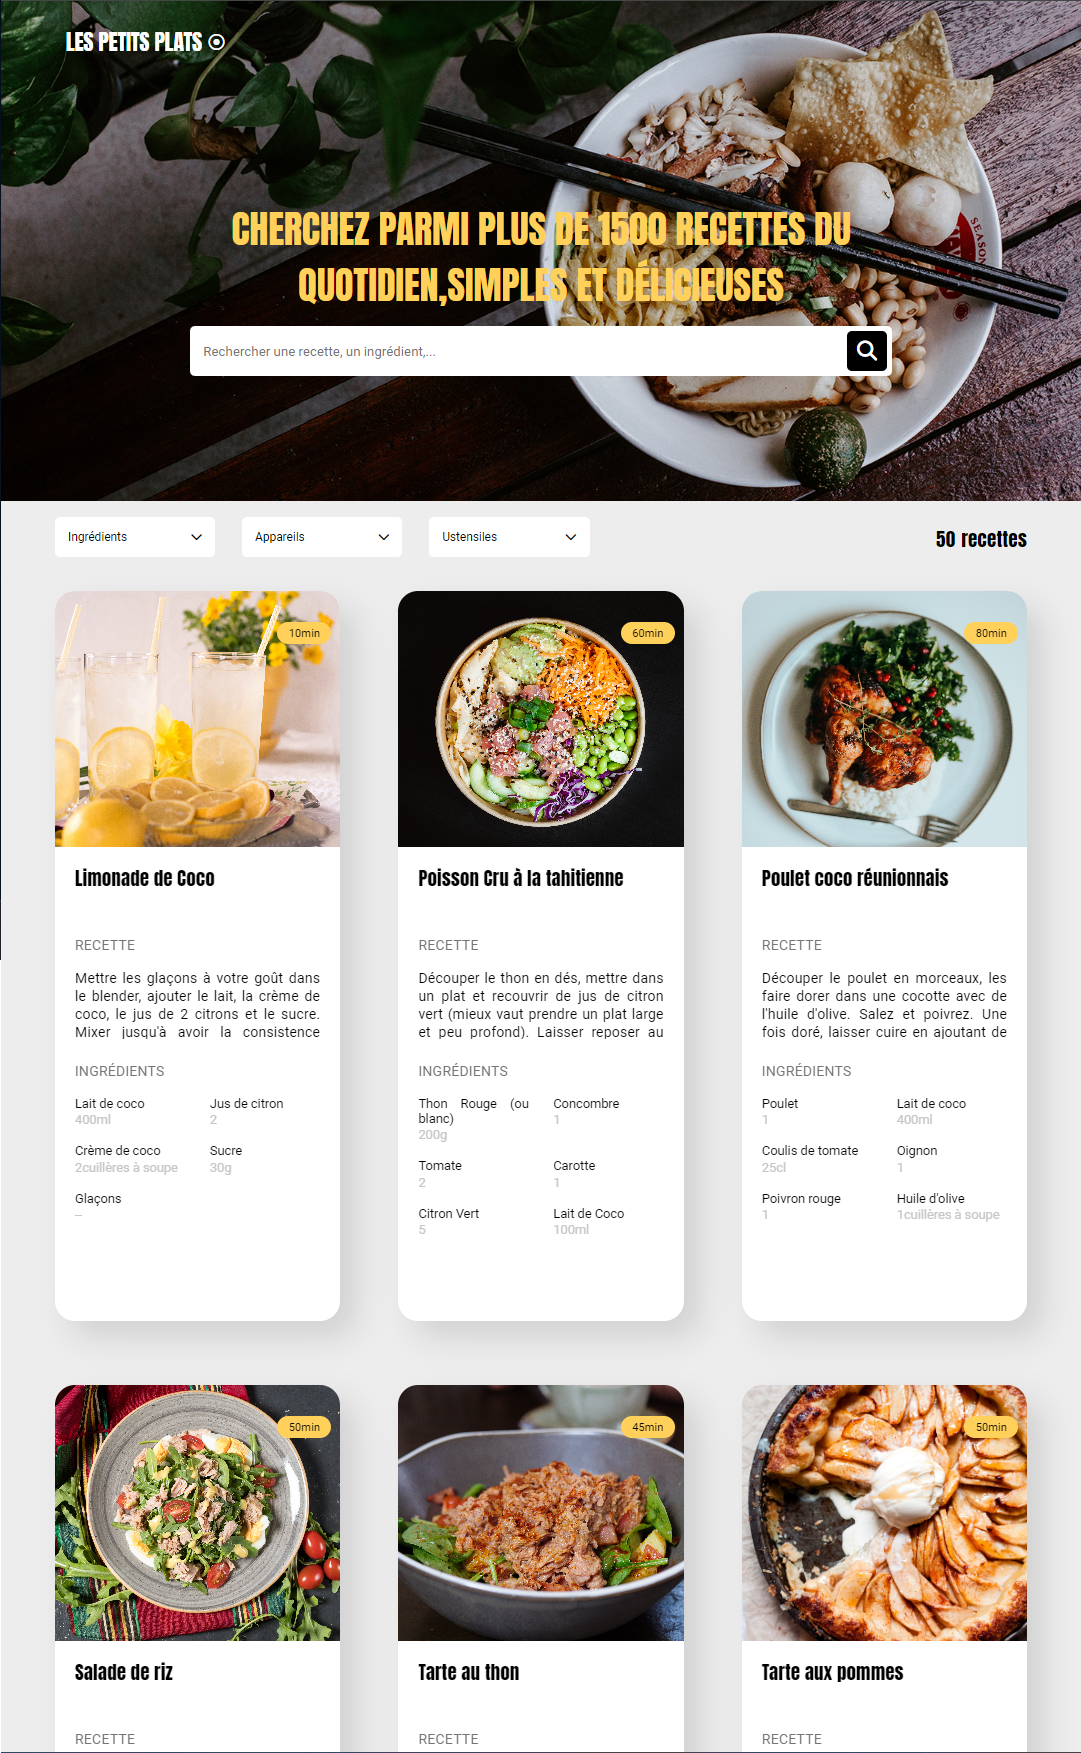 LES PETITS PLATS
CHERCHEZ PARMI PLUS DE 1500 RECETTES DU
QUOTIDIEN,SIMPLES ET DÉLICIEUSES
Rechercher une recette, un ingrédient,...
Ingrédients
Appareils
Ustensiles
50 recettes
10min
Limonade de Coco
RECETTE
Mettre les glaçons à votre goût dans
le blender, ajouter le lait, la crème de
coco, le jus de 2 citrons et le sucre.
Mixer jusqu'à avoir la consistence
INGRÉDIENTS
Lait de coco
400ml
Jus de citron
2
Crème de coco
2cuillères à soupe
Sucre
30g
Glaçons
--
60min
Poisson Cru à la tahitienne
RECETTE
Découper le thon en dés, mettre dans
un plat et recouvrir de jus de citron
vert (mieux vaut prendre un plat large
et peu profond). Laisser reposer au
INGRÉDIENTS
Thon Rouge (ou
blanc)
200g
Concombre
1
Tomate
2
Carotte
1
Citron Vert
5
Lait de Coco
100ml
80min
Poulet coco réunionnais
RECETTE
Découper le poulet en morceaux, les
faire dorer dans une cocotte avec de
l'huile d'olive. Salez et poivrez. Une
fois doré, laisser cuire en ajoutant de
INGRÉDIENTS
Poulet
1
Lait de coco
400ml
Coulis de tomate
25cl
Oignon
1
Poivron rouge
1
Huile d'olive
1cuillères à soupe
50min
Salade de riz
RECETTE
45min
Tarte au thon
RECETTE
50min
Tarte aux pommes
RECETTE